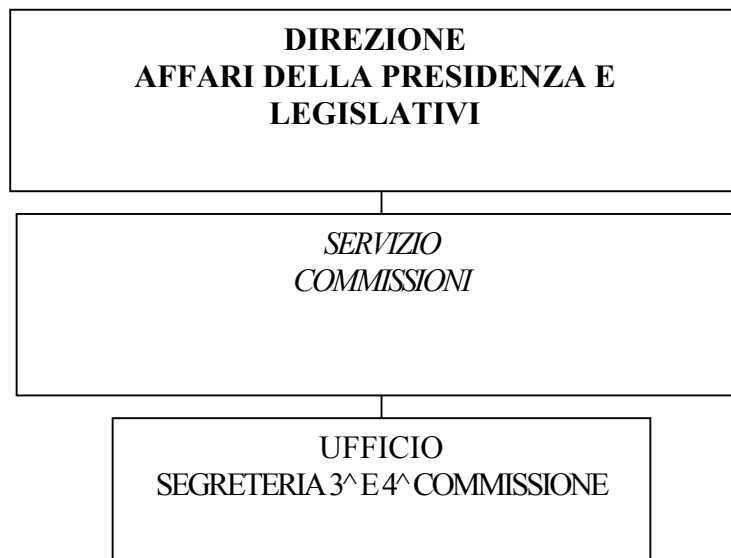 DIREZIONE
AFFARI DELLA PRESIDENZA E
LEGISLATIVI
SERVIZIO
COMMISSIONI
UFFICIO
SEGRETERIA 3^ E 4^ COMMISSIONE